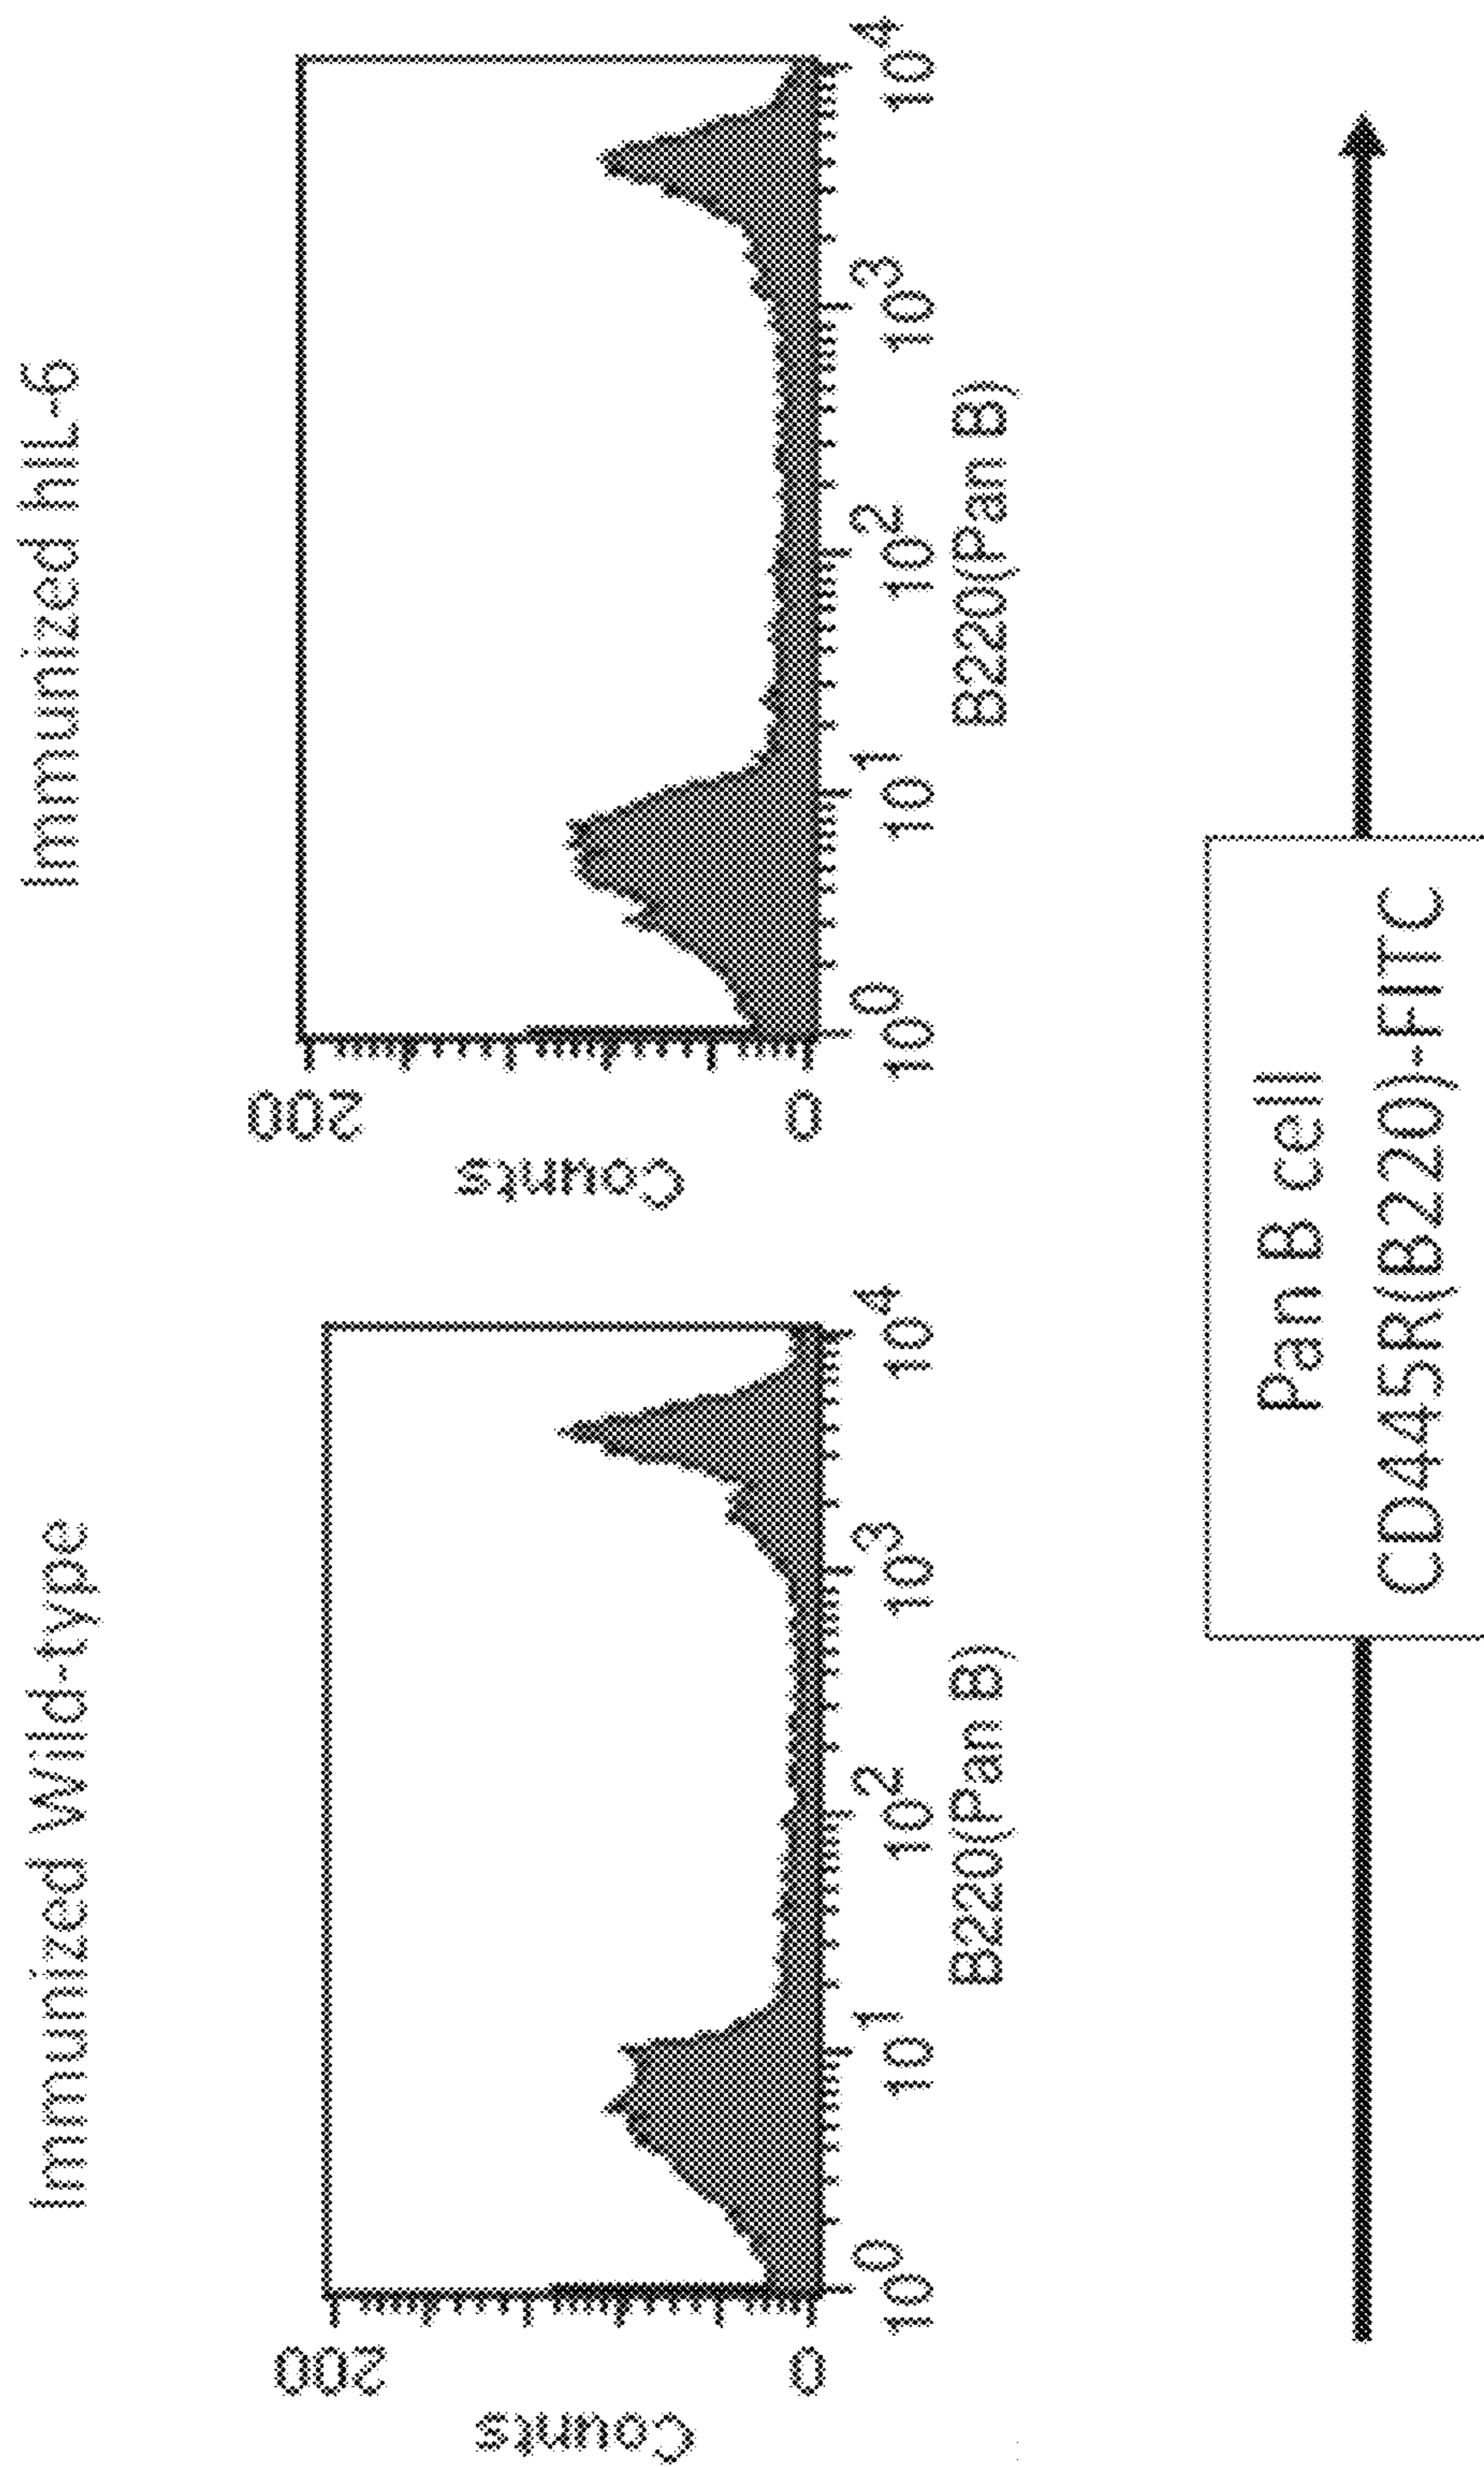 Immunized Wild-type
Counts
200
0
10^0 10^1 10^2 10^3 10^4
B220(Pan B)
Immunized hIL-6
Counts
200
0
10^0 10^1 10^2 10^3 10^4
B220(Pan B)
Pan B cell
CD445R(B220)-FITC